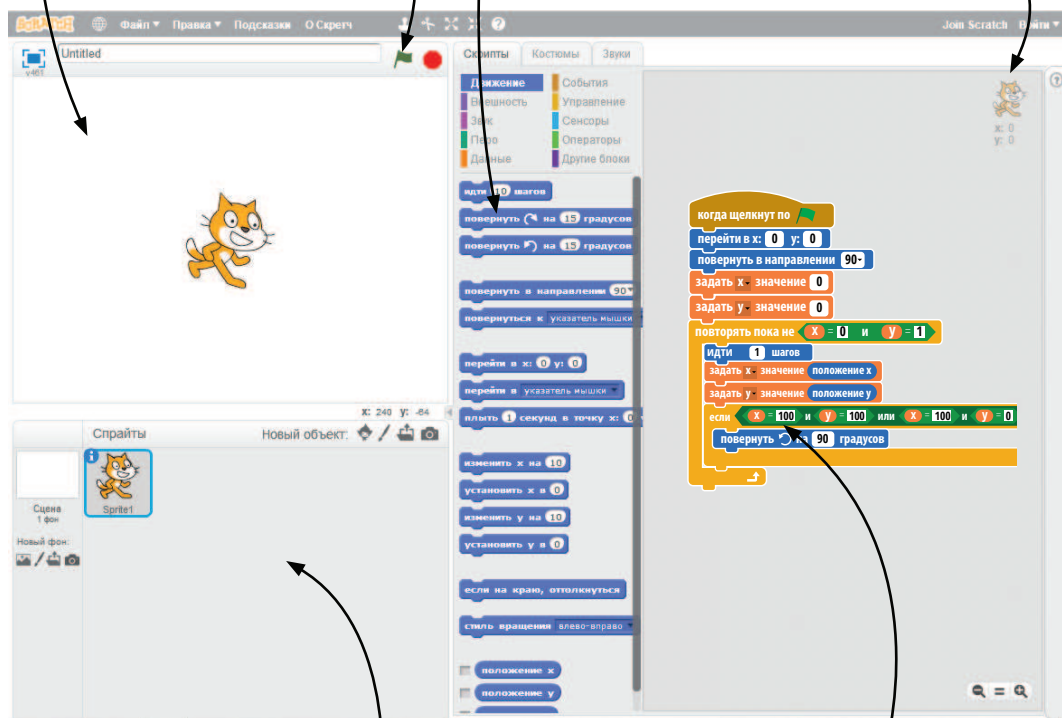 SCRATCH Файл Правка Подсказки О Скретч Join Scratch Войти
Untitled
v461
x: 240 y: -64
Спрайты Новый объект:
Сцена
1 фон
Новый фон:
Sprite1
Скрипты Костюмы Звуки
Движение События
Внешность Управление
Звук Сенсоры
Перо Операторы
Данные Другие блоки
идти 10 шагов
повернуть на 15 градусов
повернуть на 15 градусов
повернуть в направлении 90
повернуться к указатель мышки
перейти в x: 0 y: 0
перейти в указатель мышки
плыть 1 секунд в точку x: 0
изменить x на 10
установить x в 0
изменить y на 10
установить y в 0
если на краю, оттолкнуться
стиль вращения влево-вправо
положение x
положение y
x: 0
y: 0
когда щелкнут по
перейти в x: 0 y: 0
повернуть в направлении 90
задать x значение 0
задать y значение 0
повторять пока не x = 0 и y = 1
идти 1 шагов
задать x значение положение x
задать y значение положение y
если x = 100 и y = 100 или x = 100 и y = 0
повернуть на 90 градусов